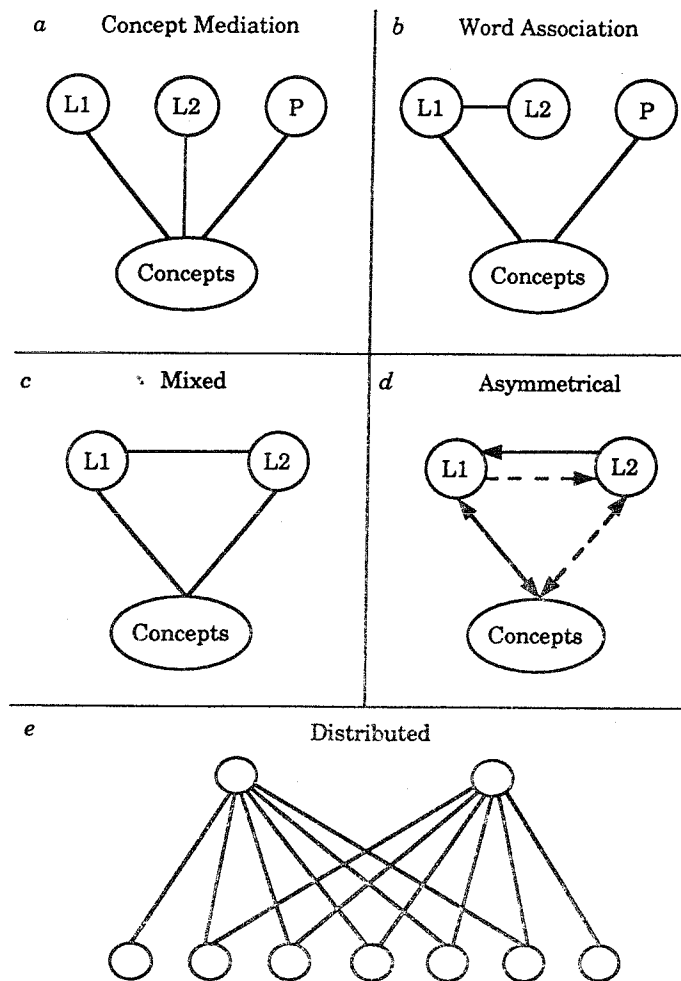 a Concept Mediation
L1 L2 P
Concepts
b Word Association
L1 L2 P
Concepts
c Mixed
L1 L2
Concepts
d Asymmetrical
L1 L2
Concepts
e Distributed